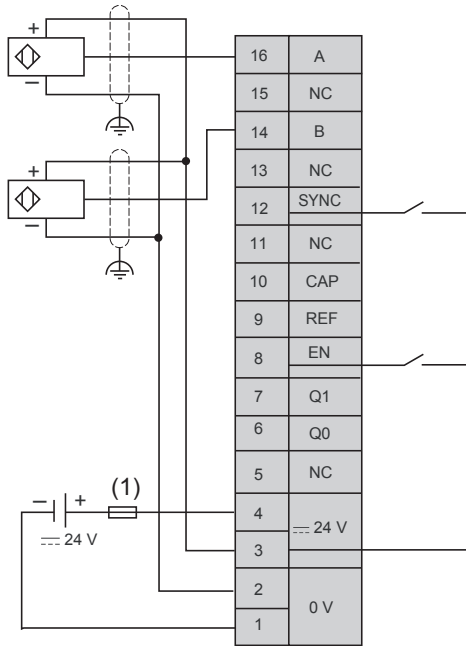 +
16 A
−
15 NC
14 B
+
13 NC
12 SYNC
−
11 NC
10 CAP
9 REF
8 EN
7 Q1
6 Q0
5 NC
(1)
− +
4
24 V
24 V
3
2
0 V
1